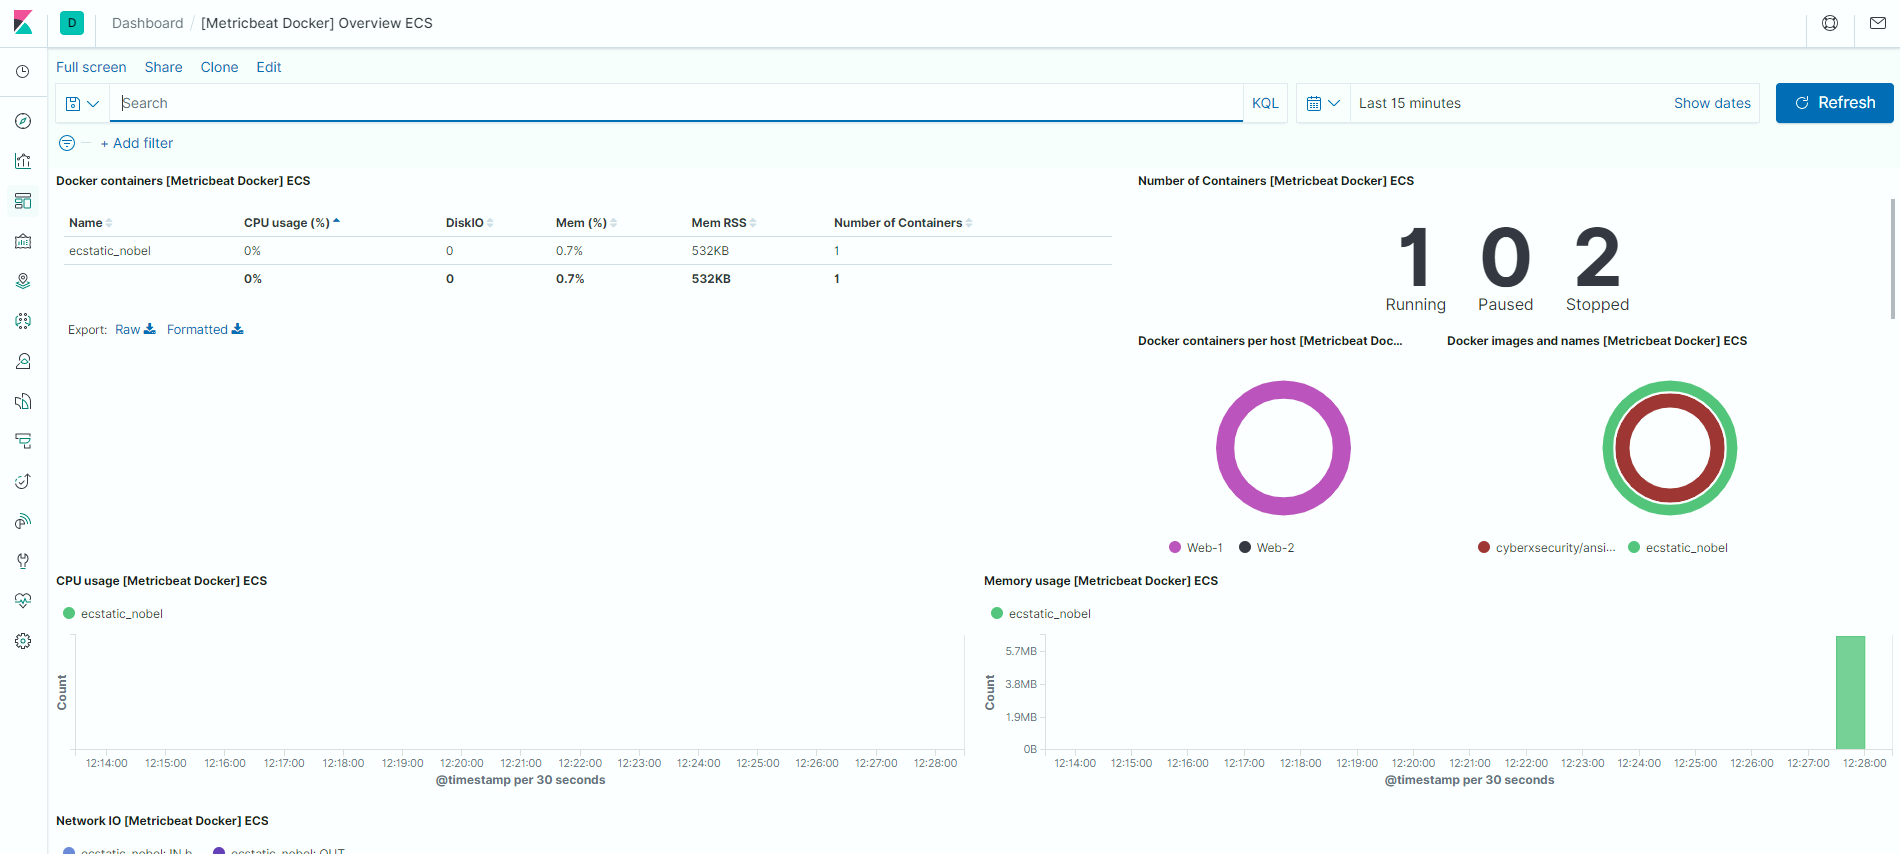 D Dashboard / [Metricbeat Docker] Overview ECS
Full screen Share Clone Edit
Search KQL Last 15 minutes Show dates Refresh
+ Add filter
Docker containers [Metricbeat Docker] ECS
Name CPU usage (%) DiskIO Mem (%) Mem RSS Number of Containers
ecstatic_nobel 0% 0 0.7% 532KB 1
0% 0 0.7% 532KB 1
Export: Raw Formatted
Number of Containers [Metricbeat Docker] ECS
1 0 2
Running Paused Stopped
Docker containers per host [Metricbeat Doc...
Web-1 Web-2
Docker images and names [Metricbeat Docker] ECS
cyberxsecurity/ansi... ecstatic_nobel
CPU usage [Metricbeat Docker] ECS
ecstatic_nobel
Count
12:14:00 12:15:00 12:16:00 12:17:00 12:18:00 12:19:00 12:20:00 12:21:00 12:22:00 12:23:00 12:24:00 12:25:00 12:26:00 12:27:00 12:28:00
@timestamp per 30 seconds
Memory usage [Metricbeat Docker] ECS
ecstatic_nobel
Count
5.7MB
3.8MB
1.9MB
0B
12:14:00 12:15:00 12:16:00 12:17:00 12:18:00 12:19:00 12:20:00 12:21:00 12:22:00 12:23:00 12:24:00 12:25:00 12:26:00 12:27:00 12:28:00
@timestamp per 30 seconds
Network IO [Metricbeat Docker] ECS
ecstatic_nobel: IN b ecstatic_nobel: OUT